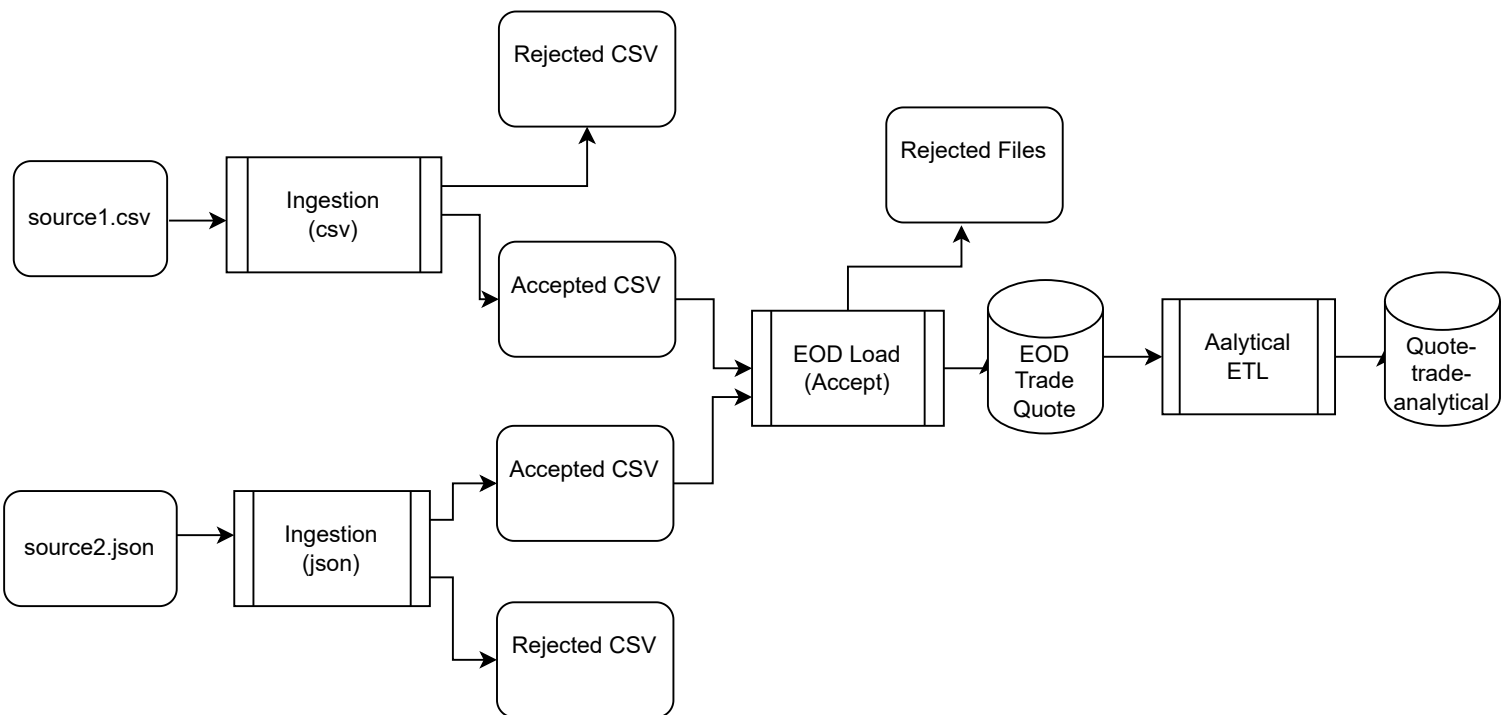 Rejected CSV
Rejected Files
source1.csv
Ingestion
(csv)
Accepted CSV
EOD Load
(Accept)
EOD
Trade
Quote
Aalytical
ETL
Quote-
trade-
analytical
Accepted CSV
source2.json
Ingestion
(json)
Rejected CSV